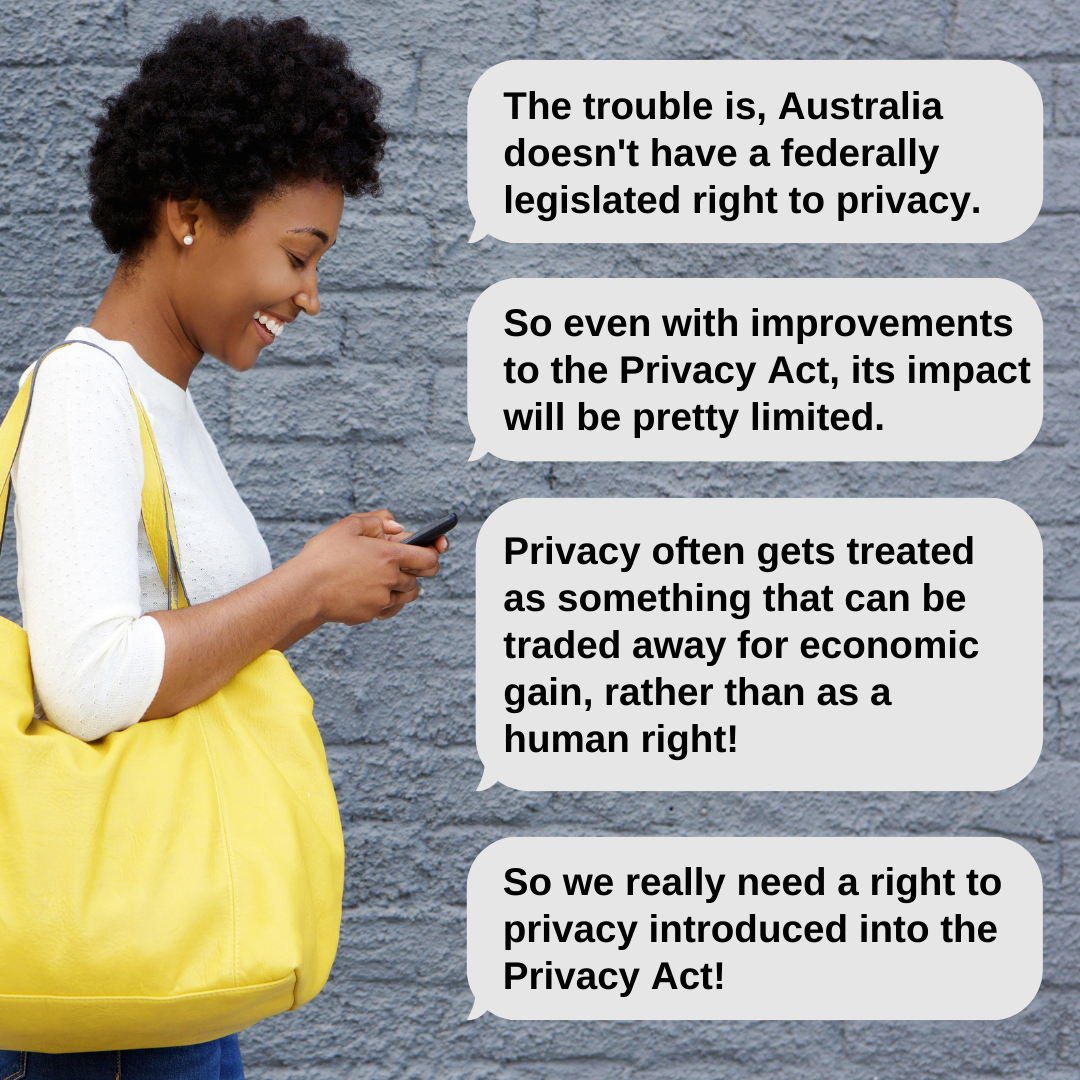 The trouble is, Australia
doesn't have a federally
legislated right to privacy.
So even with improvements
to the Privacy Act, its impact
will be pretty limited.
Privacy often gets treated
as something that can be
traded away for economic
gain, rather than as a
human right!
So we really need a right to
privacy introduced into the
Privacy Act!